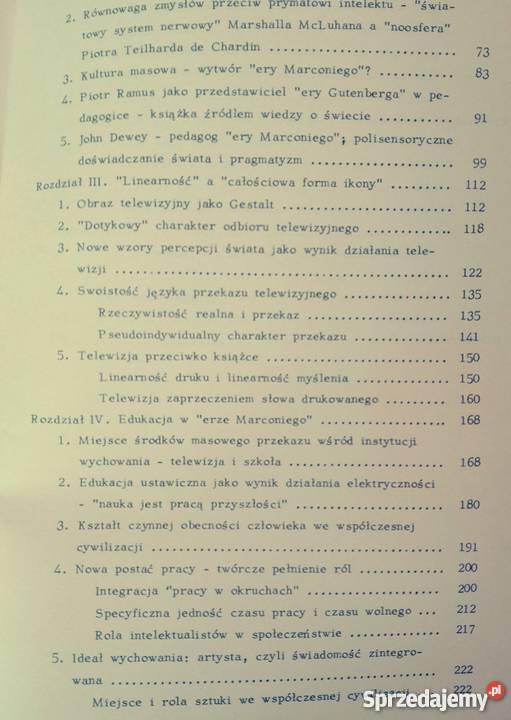 2. Równowaga zmysłów przeciw prymatowi intelektu - "świa-
towy system nerwowy" Marshalla McLuhana a "noosfera"
Piotra Teilharda de Chardin .......................... 73
3. Kultura masowa - wytwór "ery Marconiego"? ........... 83
4. Piotr Ramus jako przedstawiciel "ery Gutenberga" w pe-
dagogice - książka źródłem wiedzy o świecie ........... 91
5. John Dewey - pedagog "ery Marconiego"; polisensoryczne
doświadczanie świata i pragmatyzm ..................... 99
Rozdział III. "Linearność" a "całościowa forma ikony" ......... 112
1. Obraz telewizyjny jako Gestalt ........................ 112
2. "Dotykowy" charakter odbioru telewizyjnego ............. 118
3. Nowe wzory percepcji świata jako wynik działania tele-
wizji ................................................ 122
4. Swoistość języka przekazu telewizyjnego ................ 135
Rzeczywistość realna i przekaz ..................... 135
Pseudoindywidualny charakter przekazu .............. 141
5. Telewizja przeciwko książce ........................... 150
Linearność druku i linearność myślenia .............. 150
Telewizja zaprzeczeniem słowa drukowanego .......... 160
Rozdział IV. Edukacja w "erze Marconiego" .................... 168
1. Miejsce środków masowego przekazu wśród instytucji
wychowania - telewizja i szkoła ....................... 168
2. Edukacja ustawiczna jako wynik działania elektryczności
- "nauka jest pracą przyszłości" ...................... 180
3. Kształt czynnej obecności człowieka we współczesnej
cywilizacji .......................................... 191
4. Nowa postać pracy - twórcze pełnienie ról .............. 200
Integracja "pracy w okruchach" ..................... 200
Specyficzna jedność czasu pracy i czasu wolnego ... 212
Rola intelektualistów w społeczeństwie .............. 217
5. Ideał wychowania: artysta, czyli świadomość zintegro-
wana ................................................ 222
Miejsce i rola sztuki we współczesnej cywilizacji ... 222
Sprzedajemy.pl